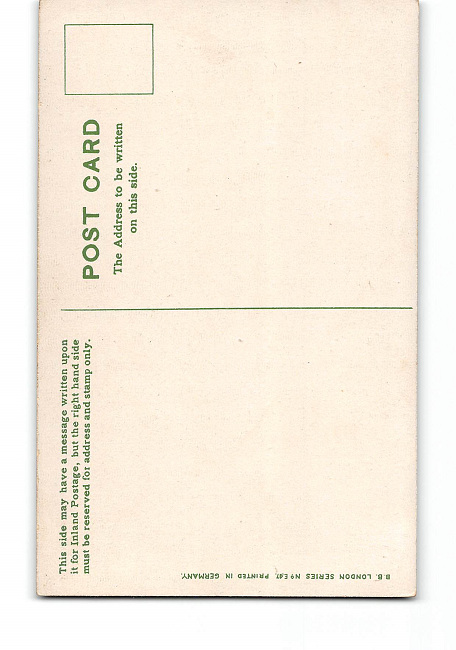 POST CARD
The Address to be written
on this side.
This side may have a message written upon
it for Inland Postage, but the right hand side
must be reserved for address and stamp only.
B.B. LONDON SERIES Nº E41. PRINTED IN GERMANY.